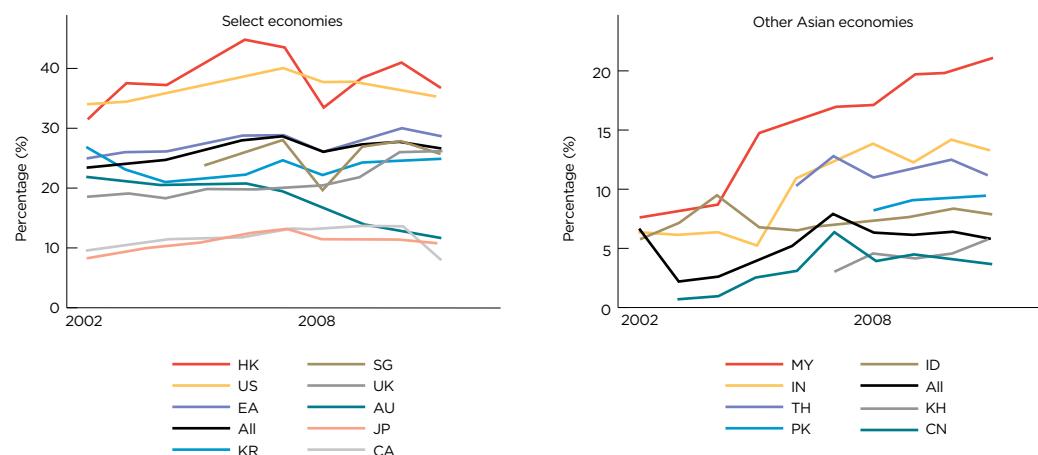 Select economies
Percentage (%)
40
30
20
10
0
2002
2008
HK
US
EA
All
KR
SG
UK
AU
JP
CA
Other Asian economies
Percentage (%)
20
15
10
5
0
2002
2008
MY
IN
TH
PK
ID
All
KH
CN